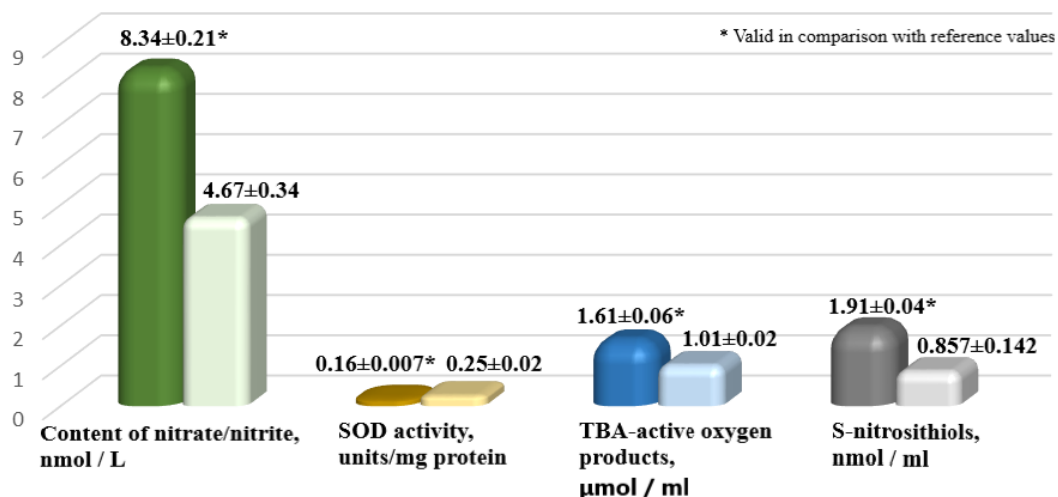 * Valid in comparison with reference values
9
8
7
6
5
4
3
2
1
0
8.34±0.21*
4.67±0.34
0.16±0.007*
0.25±0.02
1.61±0.06*
1.01±0.02
1.91±0.04*
0.857±0.142
Content of nitrate/nitrite,
nmol / L
SOD activity,
units/mg protein
TBA-active oxygen
products,
μmol / ml
S-nitrosithiols,
nmol / ml